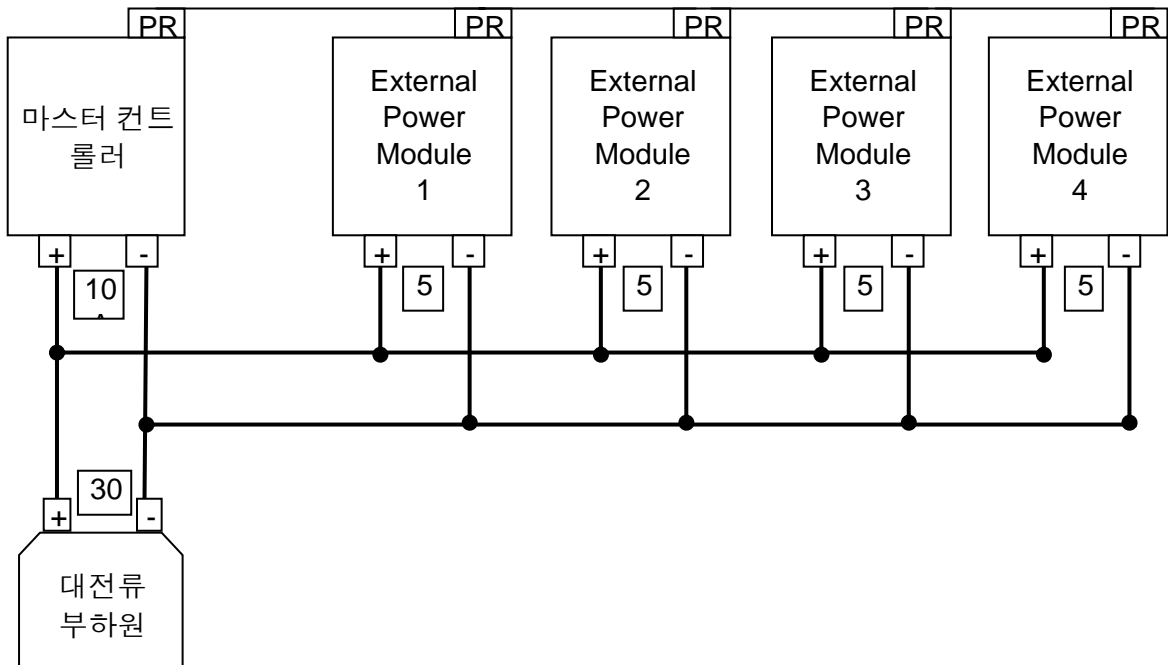 PR
PR
PR
PR
PR
마스터 컨트
롤러
External
Power
Module
1
External
Power
Module
2
External
Power
Module
3
External
Power
Module
4
+ -
+ -
+ -
+ -
+ -
10
5
5
5
5
30
+ -
대전류
부하원